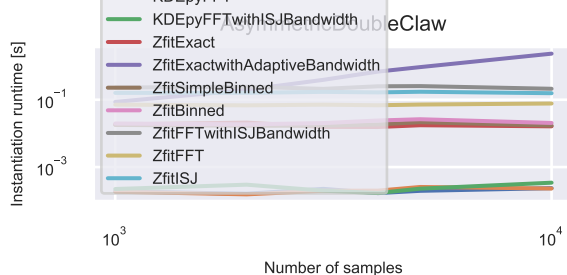 KDEpyFFTwithISJBandwidth
AsymmetricDoubleClaw
ZfitExact
ZfitExactwithAdaptiveBandwidth
ZfitSimpleBinned
ZfitBinned
ZfitFFTwithISJBandwidth
ZfitFFT
ZfitISJ
Instantiation runtime [s]
10⁻¹
10⁻³
10³
10⁴
Number of samples